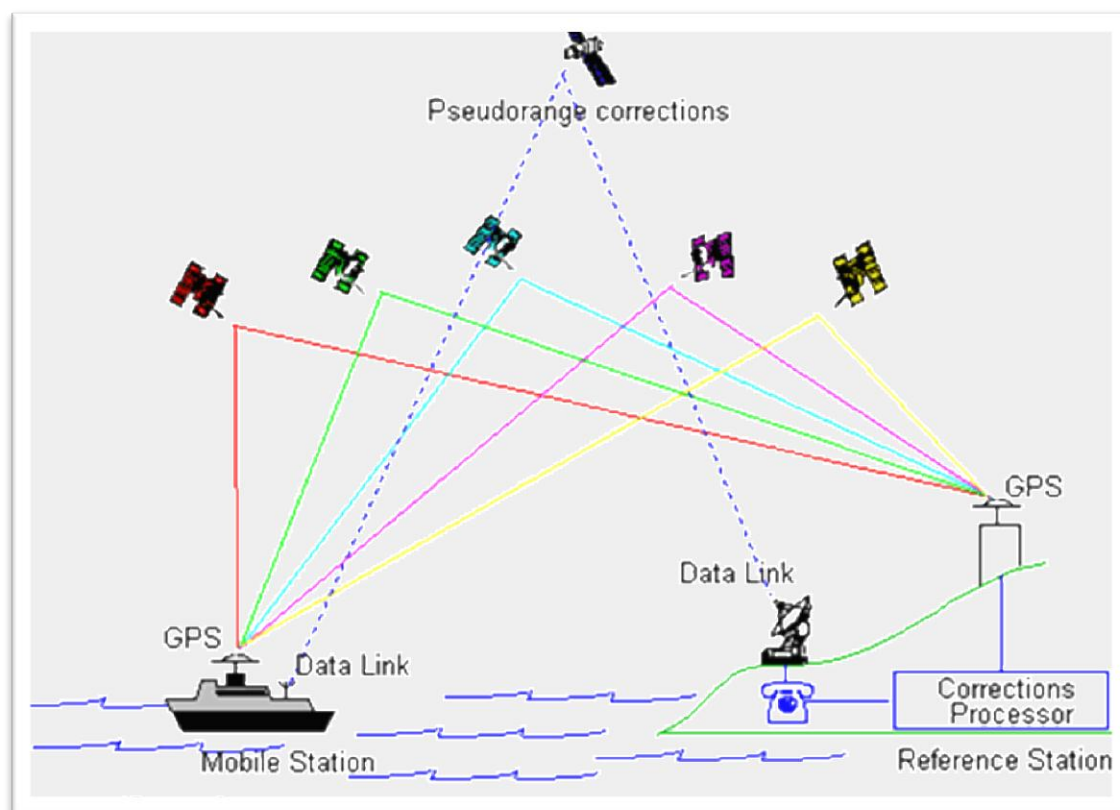 Pseudorange corrections
GPS
Data Link
GPS
Data Link
Corrections
Processor
Mobile Station
Reference Station